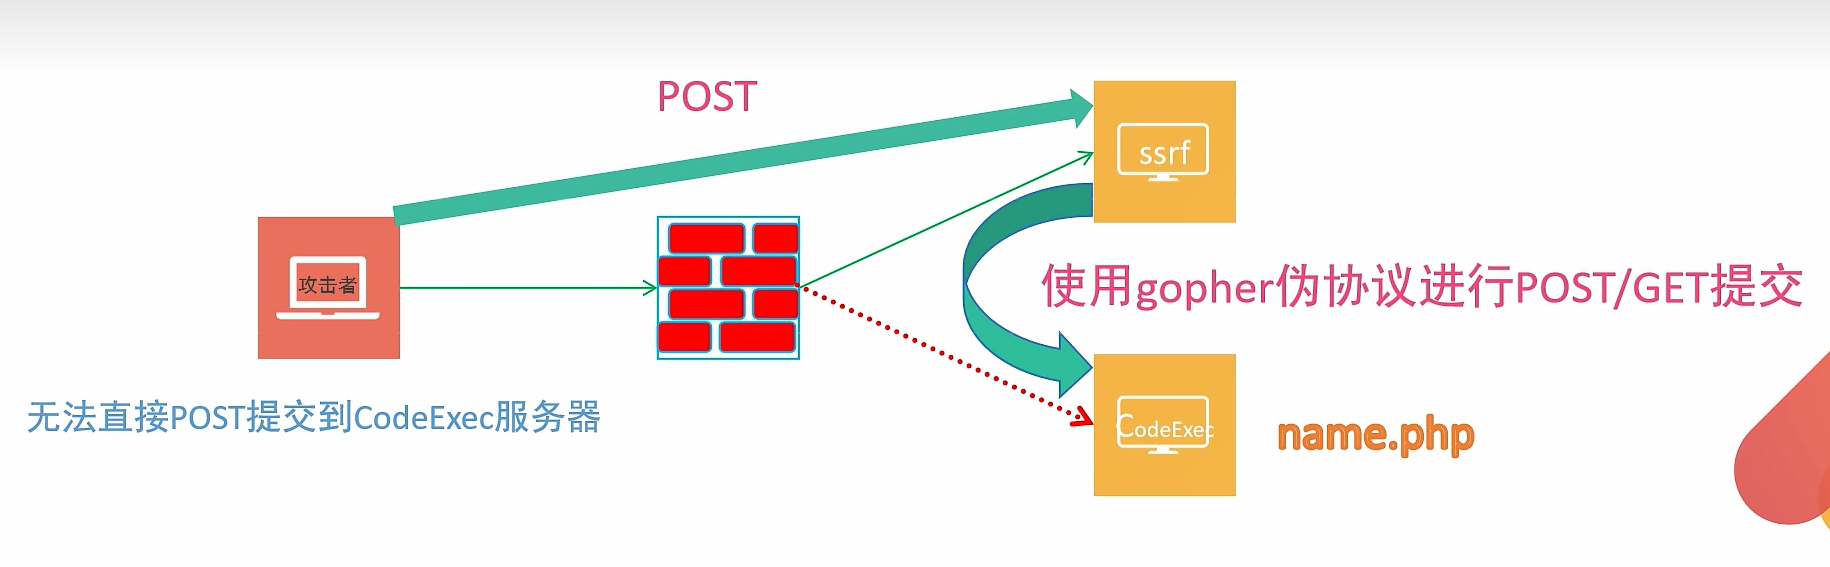 POST
ssrf
攻击者
使用gopher伪协议进行POST/GET提交
无法直接POST提交到CodeExec服务器
CodeExec
name.php